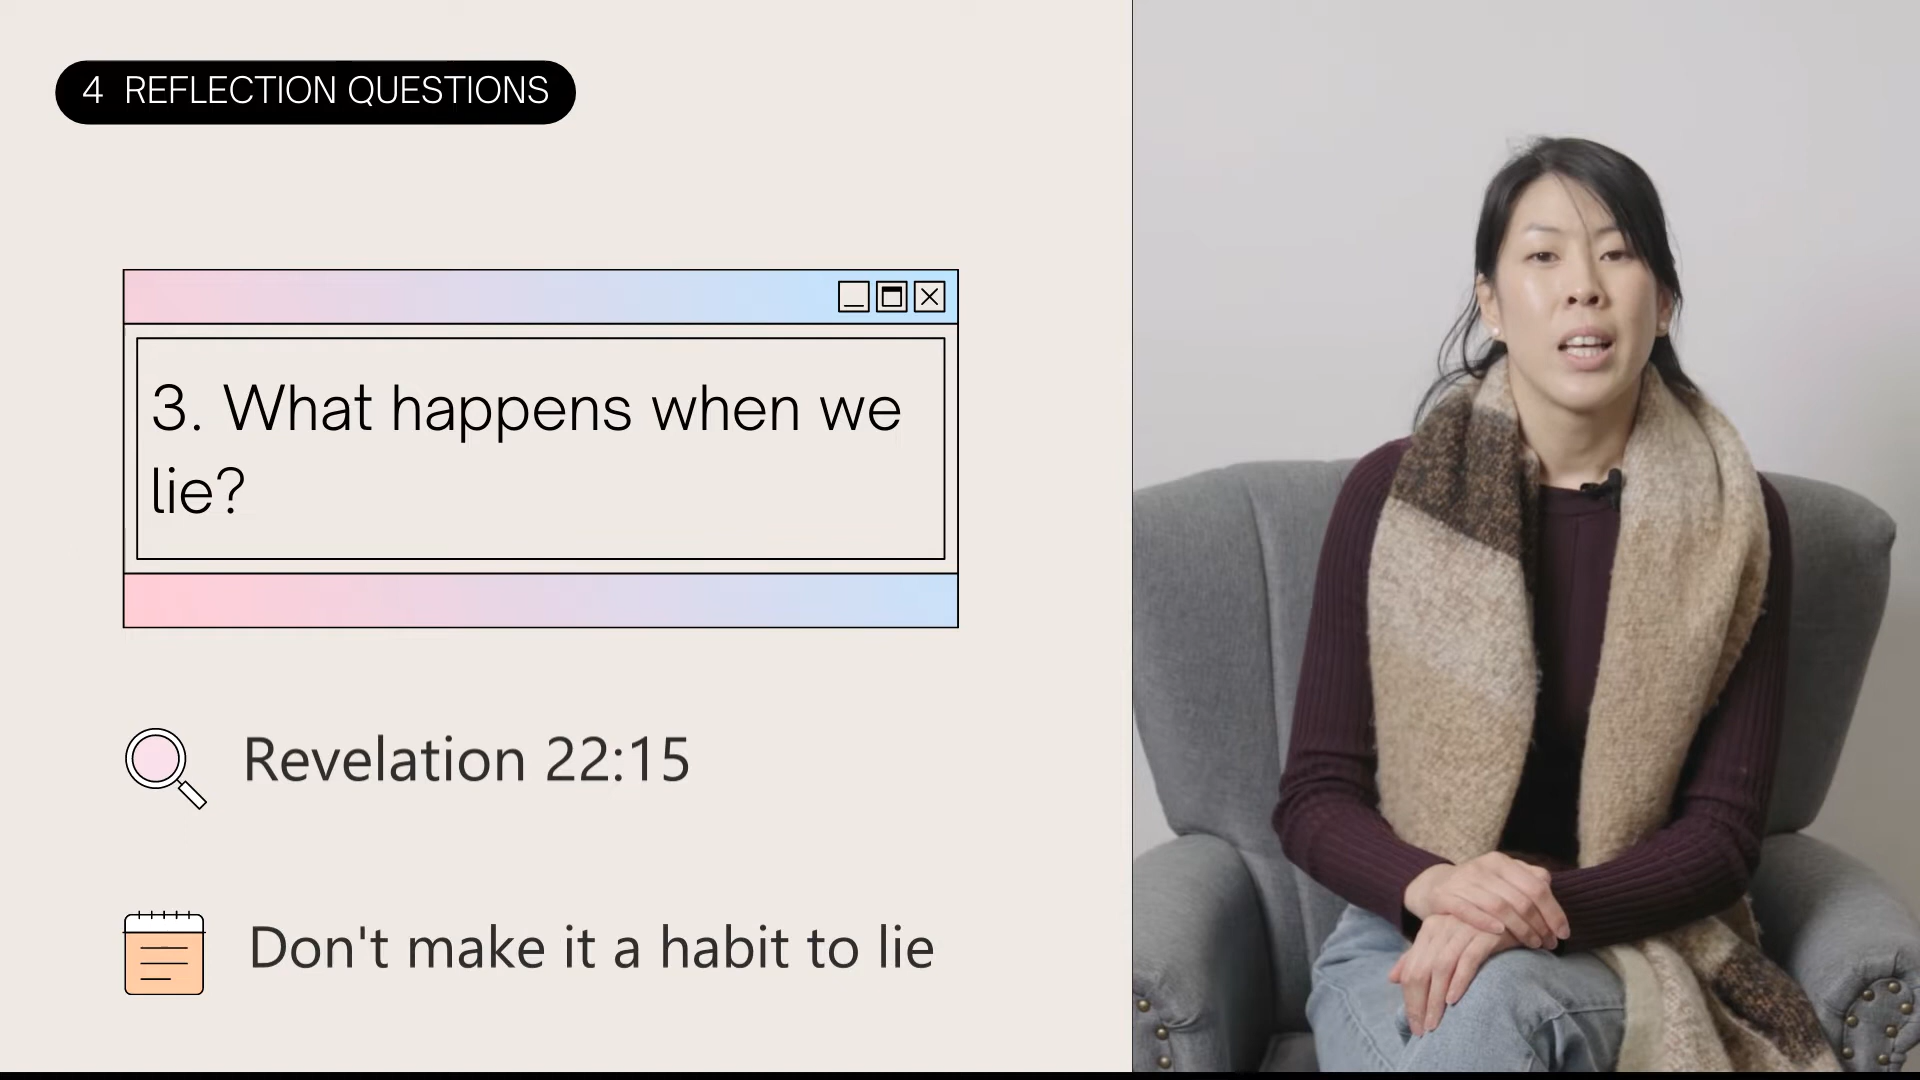 4 REFLECTION QUESTIONS
3. What happens when we
lie?
Revelation 22:15
Don't make it a habit to lie